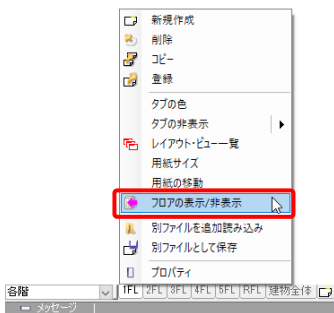 新規作成
削除
コピー
登録
タブの色
タブの非表示
レイアウト・ビュー一覧
用紙サイズ
用紙の移動
フロアの表示/非表示
別ファイルを追加読み込み
別ファイルとして保存
プロパティ
各階 1FL 2FL 3FL 4FL 5FL RFL 建物全体
メッセージ